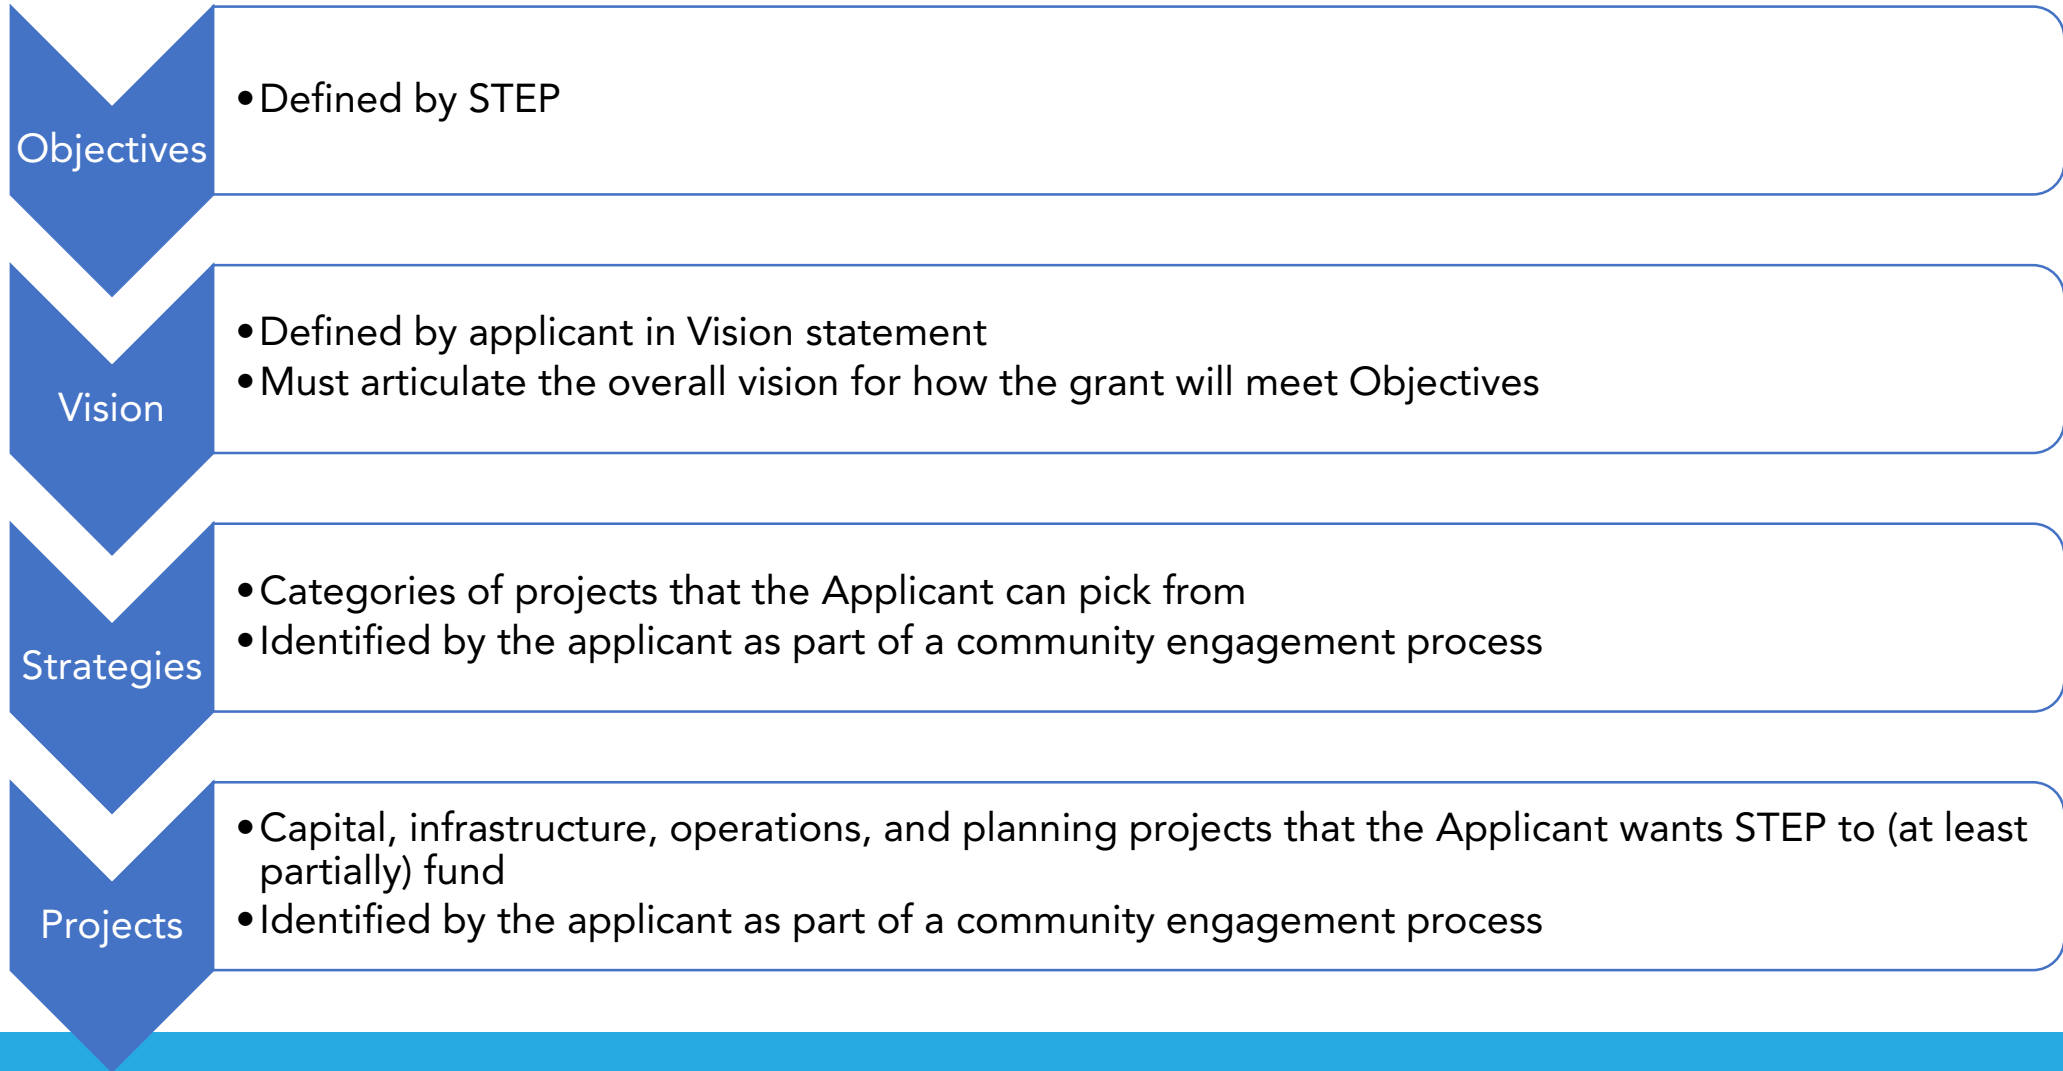 Objectives
•Defined by STEP
Vision
•Defined by applicant in Vision statement
•Must articulate the overall vision for how the grant will meet Objectives
Strategies
•Categories of projects that the Applicant can pick from
•Identified by the applicant as part of a community engagement process
Projects
•Capital, infrastructure, operations, and planning projects that the Applicant wants STEP to (at least
partially) fund
•Identified by the applicant as part of a community engagement process